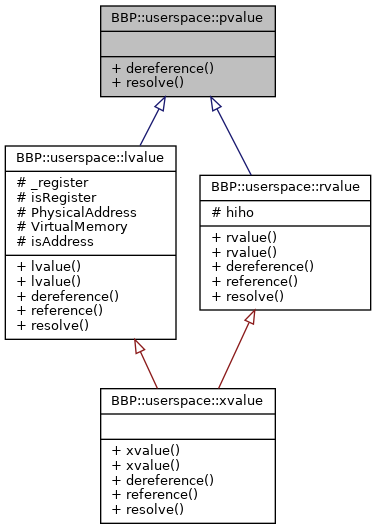 BBP::userspace::pvalue
+ dereference()
+ resolve()
BBP::userspace::lvalue
# _register
# isRegister
# PhysicalAddress
# VirtualMemory
# isAddress
+ lvalue()
+ lvalue()
+ dereference()
+ reference()
+ resolve()
BBP::userspace::rvalue
# hiho
+ rvalue()
+ rvalue()
+ dereference()
+ reference()
+ resolve()
BBP::userspace::xvalue
+ xvalue()
+ xvalue()
+ dereference()
+ reference()
+ resolve()